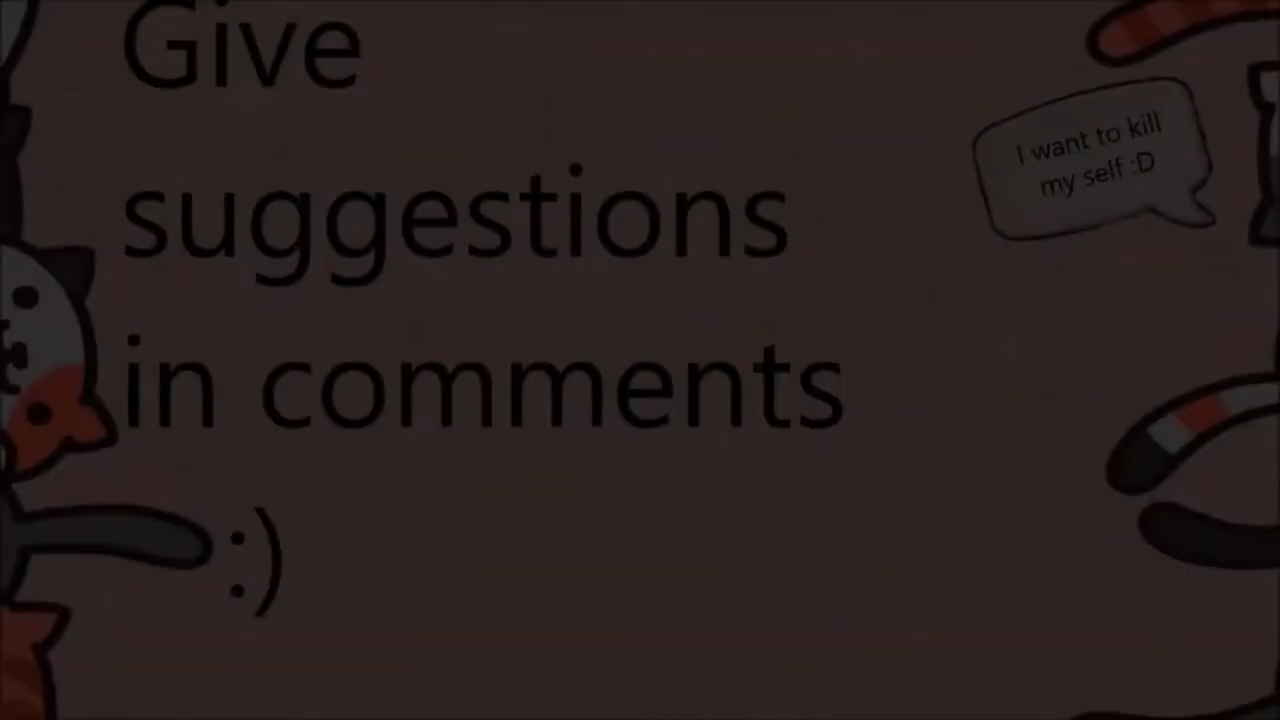 Give
suggestions
in comments
:)
I want to kill
my self :D